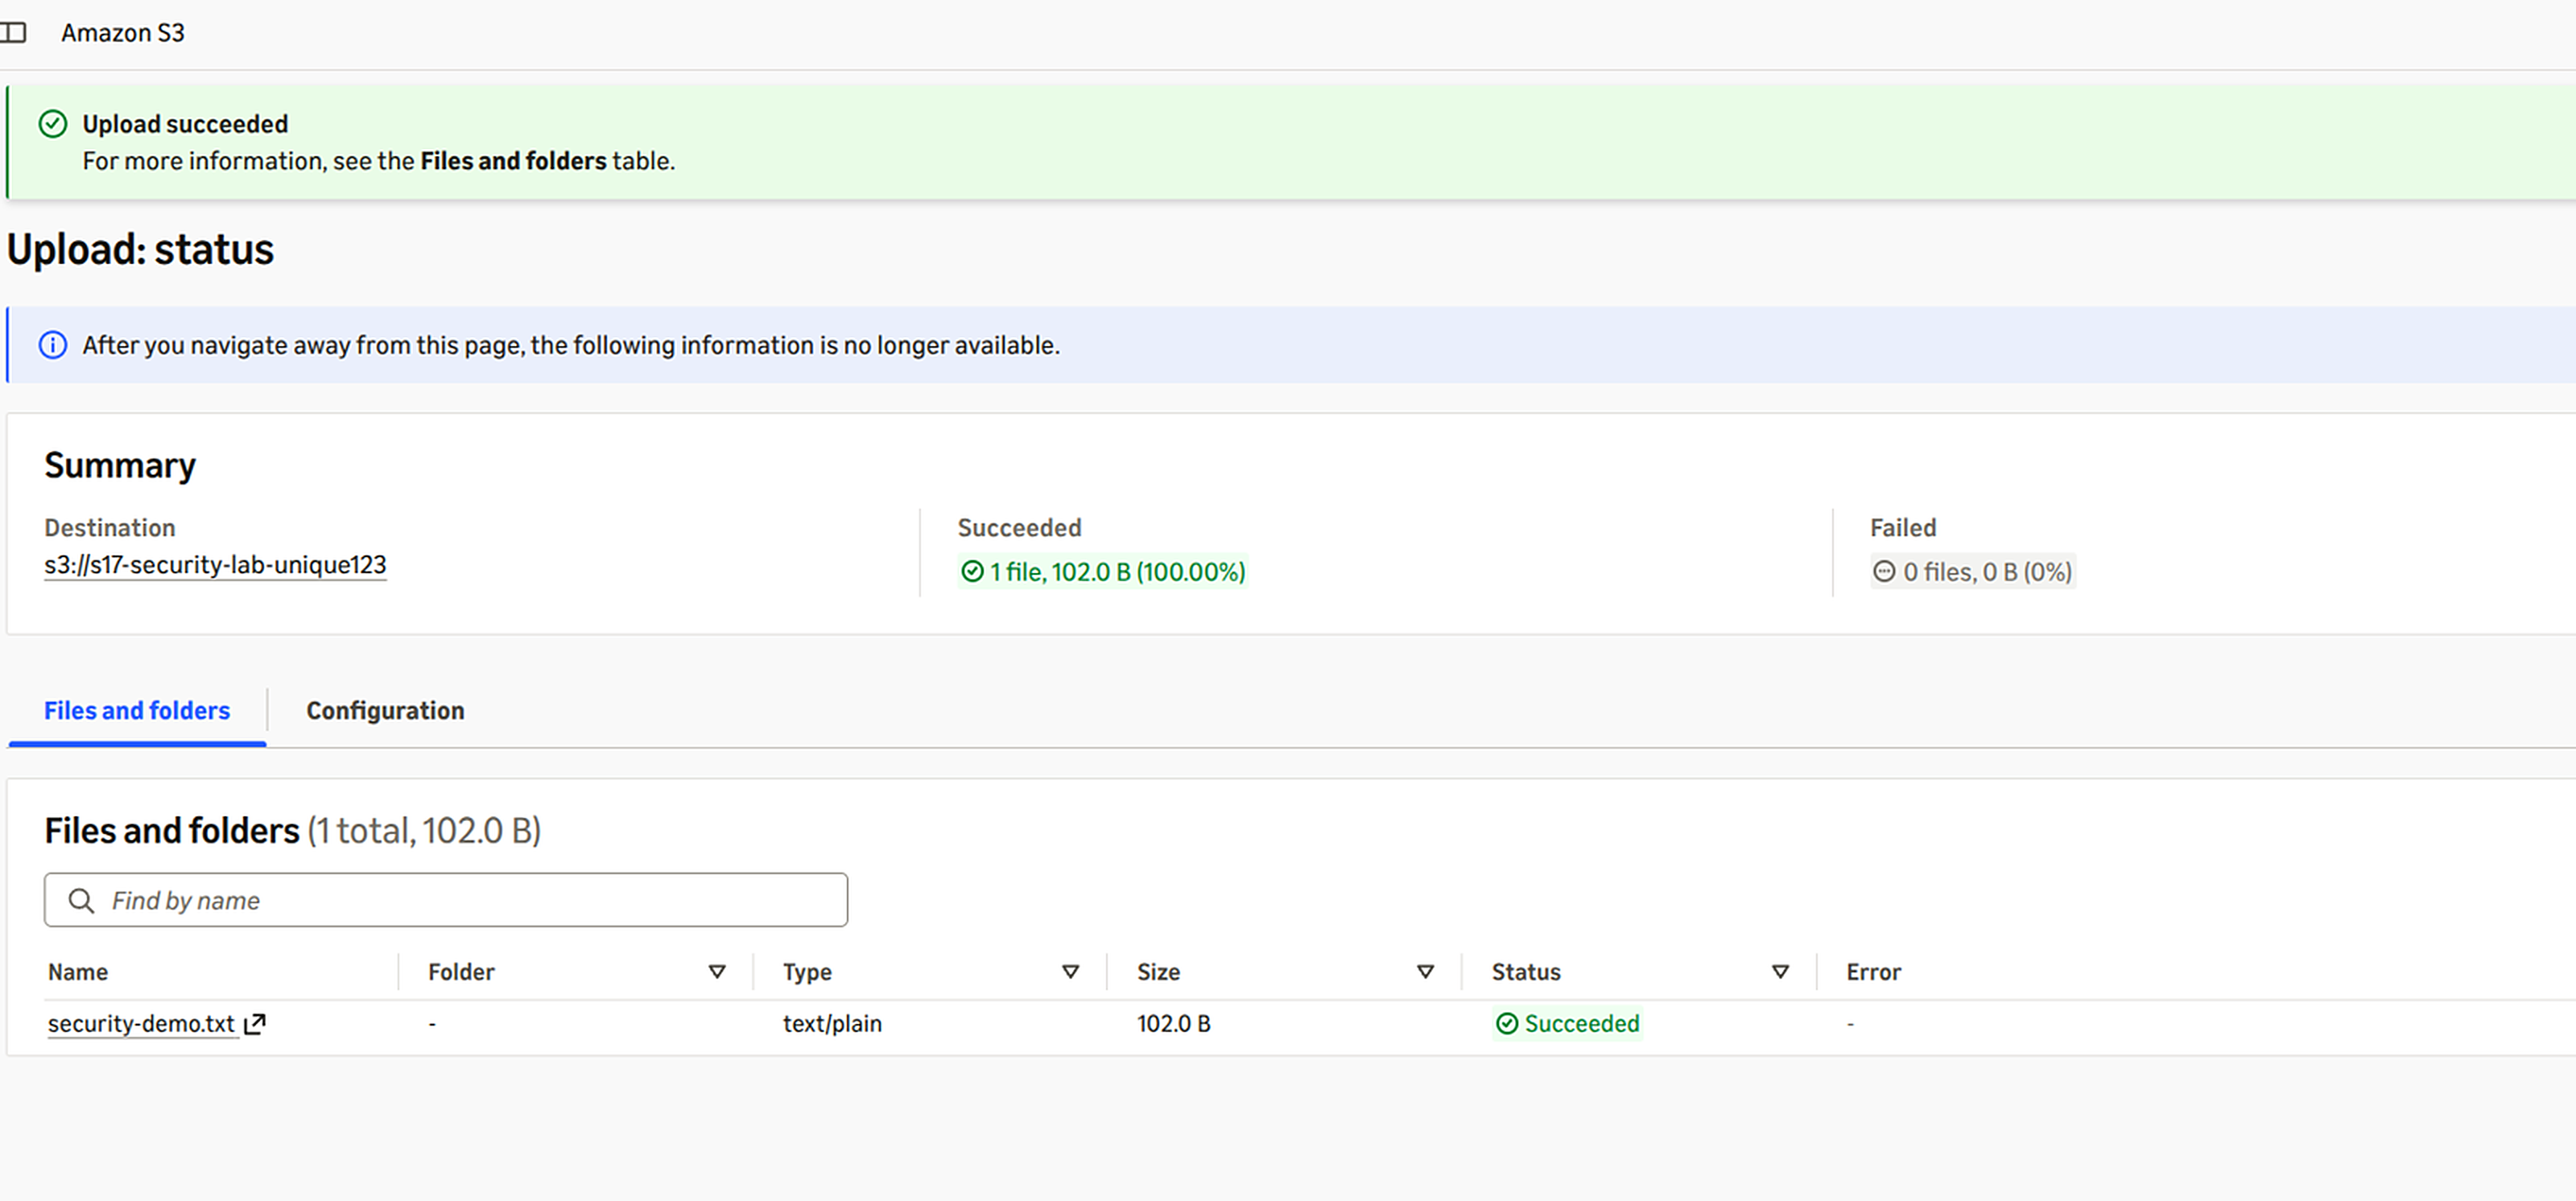 Amazon S3
Upload succeeded
For more information, see the Files and folders table.
Upload: status
After you navigate away from this page, the following information is no longer available.
Summary
Destination
s3://s17-security-lab-unique123
Succeeded
1 file, 102.0 B (100.00%)
Failed
0 files, 0 B (0%)
Files and folders
Configuration
Files and folders (1 total, 102.0 B)
Find by name
Name Folder Type Size Status Error
security-demo.txt - text/plain 102.0 B Succeeded -